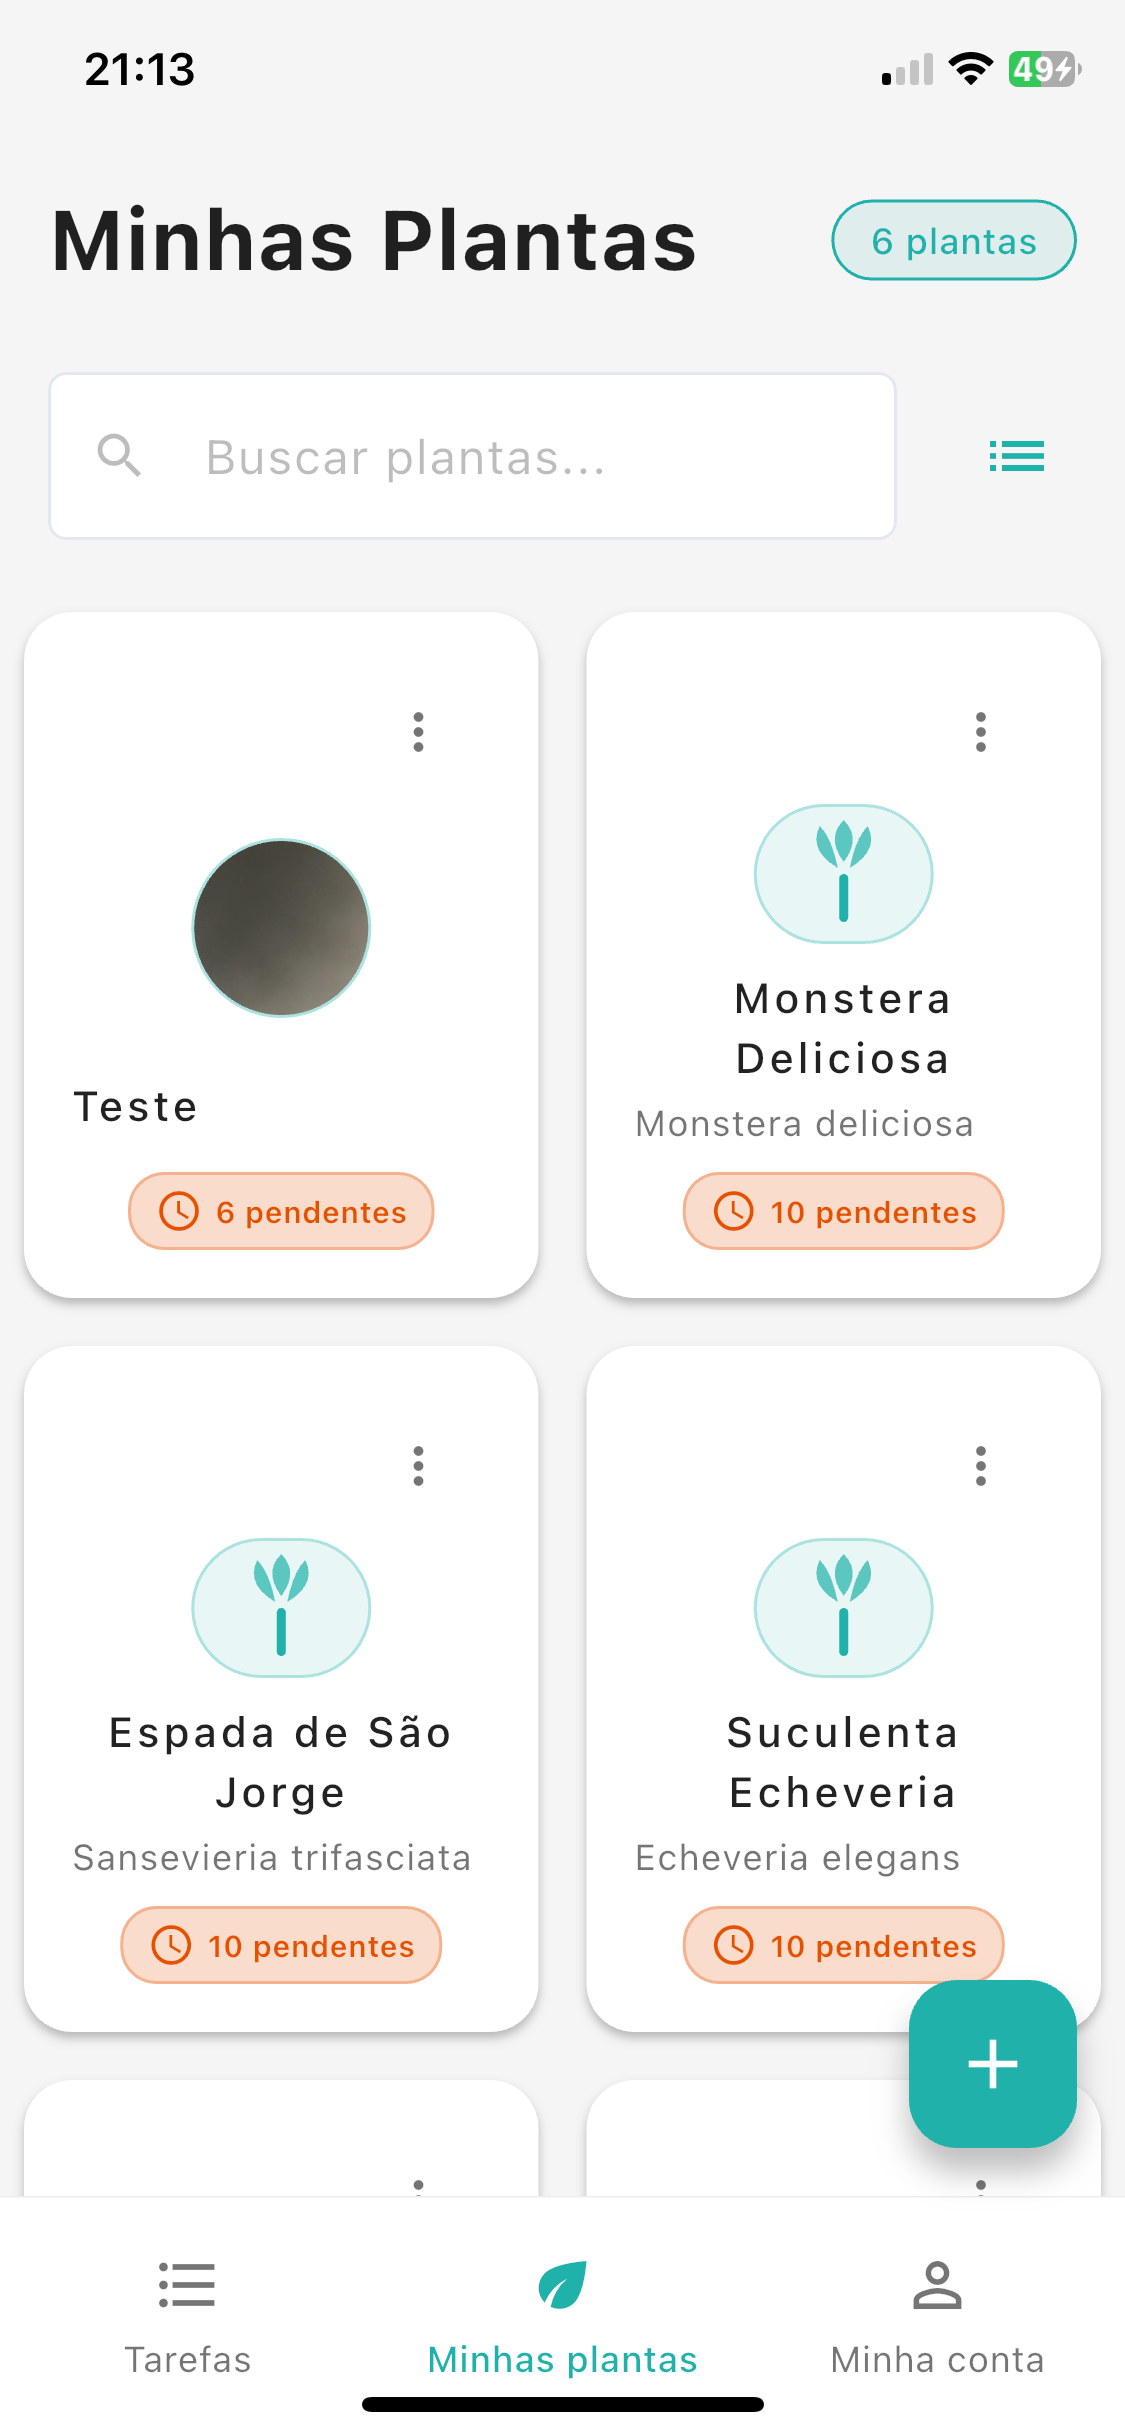 21:13
49
Minhas Plantas
6 plantas
Buscar plantas...
Teste
6 pendentes
Monstera
Deliciosa
Monstera deliciosa
10 pendentes
Espada de São
Jorge
Sansevieria trifasciata
10 pendentes
Suculenta
Echeveria
Echeveria elegans
10 pendentes
Tarefas
Minhas plantas
Minha conta